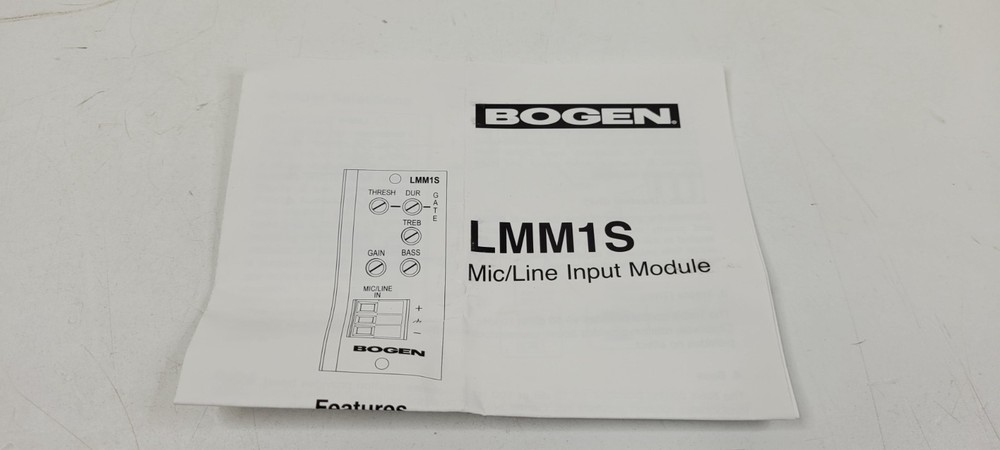 BOGEN®
LMM1S
Mic/Line Input Module
LMM1S
THRESH DUR
GATE
TREB
GAIN BASS
MIC/LINE
IN
+
-
BOGEN
Features